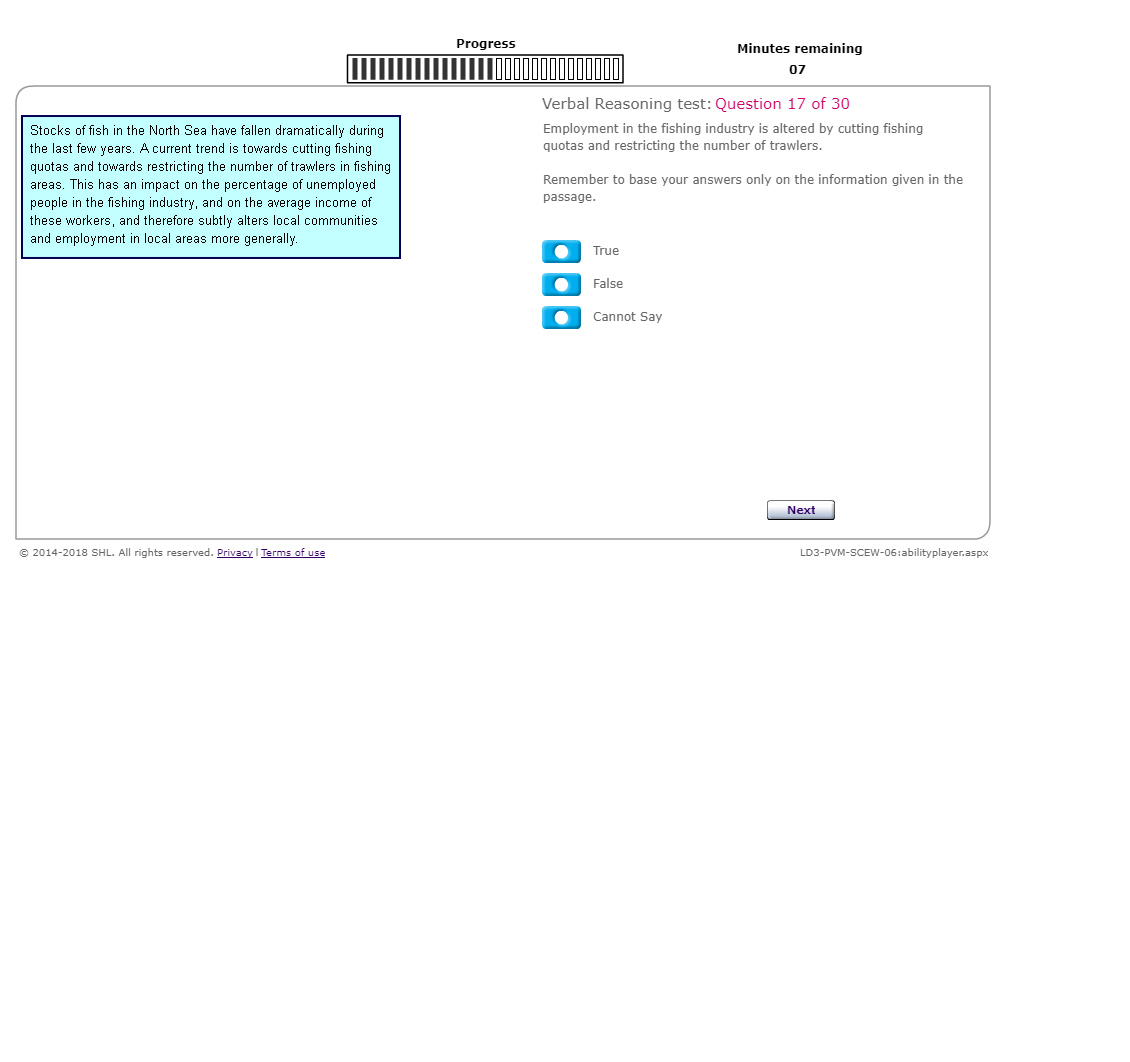 Progress
Minutes remaining
07
Verbal Reasoning test: Question 17 of 30
Stocks of fish in the North Sea have fallen dramatically during
the last few years. A current trend is towards cutting fishing
quotas and towards restricting the number of trawlers in fishing
areas. This has an impact on the percentage of unemployed
people in the fishing industry, and on the average income of
these workers, and therefore subtly alters local communities
and employment in local areas more generally.
Employment in the fishing industry is altered by cutting fishing
quotas and restricting the number of trawlers.
Remember to base your answers only on the information given in the
passage.
True
False
Cannot Say
Next
© 2014-2018 SHL. All rights reserved. Privacy | Terms of use
LD3-PVM-SCEW-06:abilityplayer.aspx